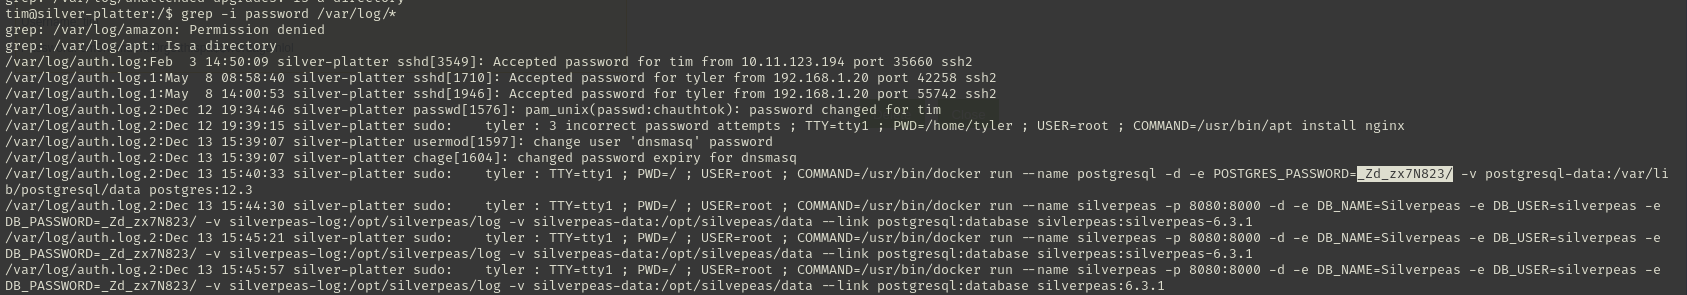 grep: /var/log/unattended-upgrades: Is a directory
tim@silver-platter:/$ grep -i password /var/log/*
grep: /var/log/amazon: Permission denied
grep: /var/log/apt: Is a directory
/var/log/auth.log:Feb  3 14:50:09 silver-platter sshd[3549]: Accepted password for tim from 10.11.123.194 port 35660 ssh2
/var/log/auth.log.1:May  8 08:58:40 silver-platter sshd[1710]: Accepted password for tyler from 192.168.1.20 port 42258 ssh2
/var/log/auth.log.1:May  8 14:00:53 silver-platter sshd[1946]: Accepted password for tyler from 192.168.1.20 port 55742 ssh2
/var/log/auth.log.2:Dec 12 19:34:46 silver-platter passwd[1576]: pam_unix(passwd:chauthtok): password changed for tim
/var/log/auth.log.2:Dec 12 19:39:15 silver-platter sudo:    tyler : 3 incorrect password attempts ; TTY=tty1 ; PWD=/home/tyler ; USER=root ; COMMAND=/usr/bin/apt install nginx
/var/log/auth.log.2:Dec 13 15:39:07 silver-platter usermod[1597]: change user 'dnsmasq' password
/var/log/auth.log.2:Dec 13 15:39:07 silver-platter chage[1604]: changed password expiry for dnsmasq
/var/log/auth.log.2:Dec 13 15:40:33 silver-platter sudo:    tyler : TTY=tty1 ; PWD=/ ; USER=root ; COMMAND=/usr/bin/docker run --name postgresql -d -e POSTGRES_PASSWORD=_Zd_zx7N823/ -v postgresql-data:/var/li
b/postgresql/data postgres:12.3
/var/log/auth.log.2:Dec 13 15:44:30 silver-platter sudo:    tyler : TTY=tty1 ; PWD=/ ; USER=root ; COMMAND=/usr/bin/docker run --name silverpeas -p 8080:8000 -d -e DB_NAME=Silverpeas -e DB_USER=silverpeas -e
DB_PASSWORD=_Zd_zx7N823/ -v silverpeas-log:/opt/silverpeas/log -v silverpeas-data:/opt/silvepeas/data --link postgresql:database sivlerpeas:silverpeas-6.3.1
/var/log/auth.log.2:Dec 13 15:45:21 silver-platter sudo:    tyler : TTY=tty1 ; PWD=/ ; USER=root ; COMMAND=/usr/bin/docker run --name silverpeas -p 8080:8000 -d -e DB_NAME=Silverpeas -e DB_USER=silverpeas -e
DB_PASSWORD=_Zd_zx7N823/ -v silverpeas-log:/opt/silverpeas/log -v silverpeas-data:/opt/silvepeas/data --link postgresql:database silverpeas:silverpeas-6.3.1
/var/log/auth.log.2:Dec 13 15:45:57 silver-platter sudo:    tyler : TTY=tty1 ; PWD=/ ; USER=root ; COMMAND=/usr/bin/docker run --name silverpeas -p 8080:8000 -d -e DB_NAME=Silverpeas -e DB_USER=silverpeas -e
DB_PASSWORD=_Zd_zx7N823/ -v silverpeas-log:/opt/silverpeas/log -v silverpeas-data:/opt/silvepeas/data --link postgresql:database silverpeas:6.3.1